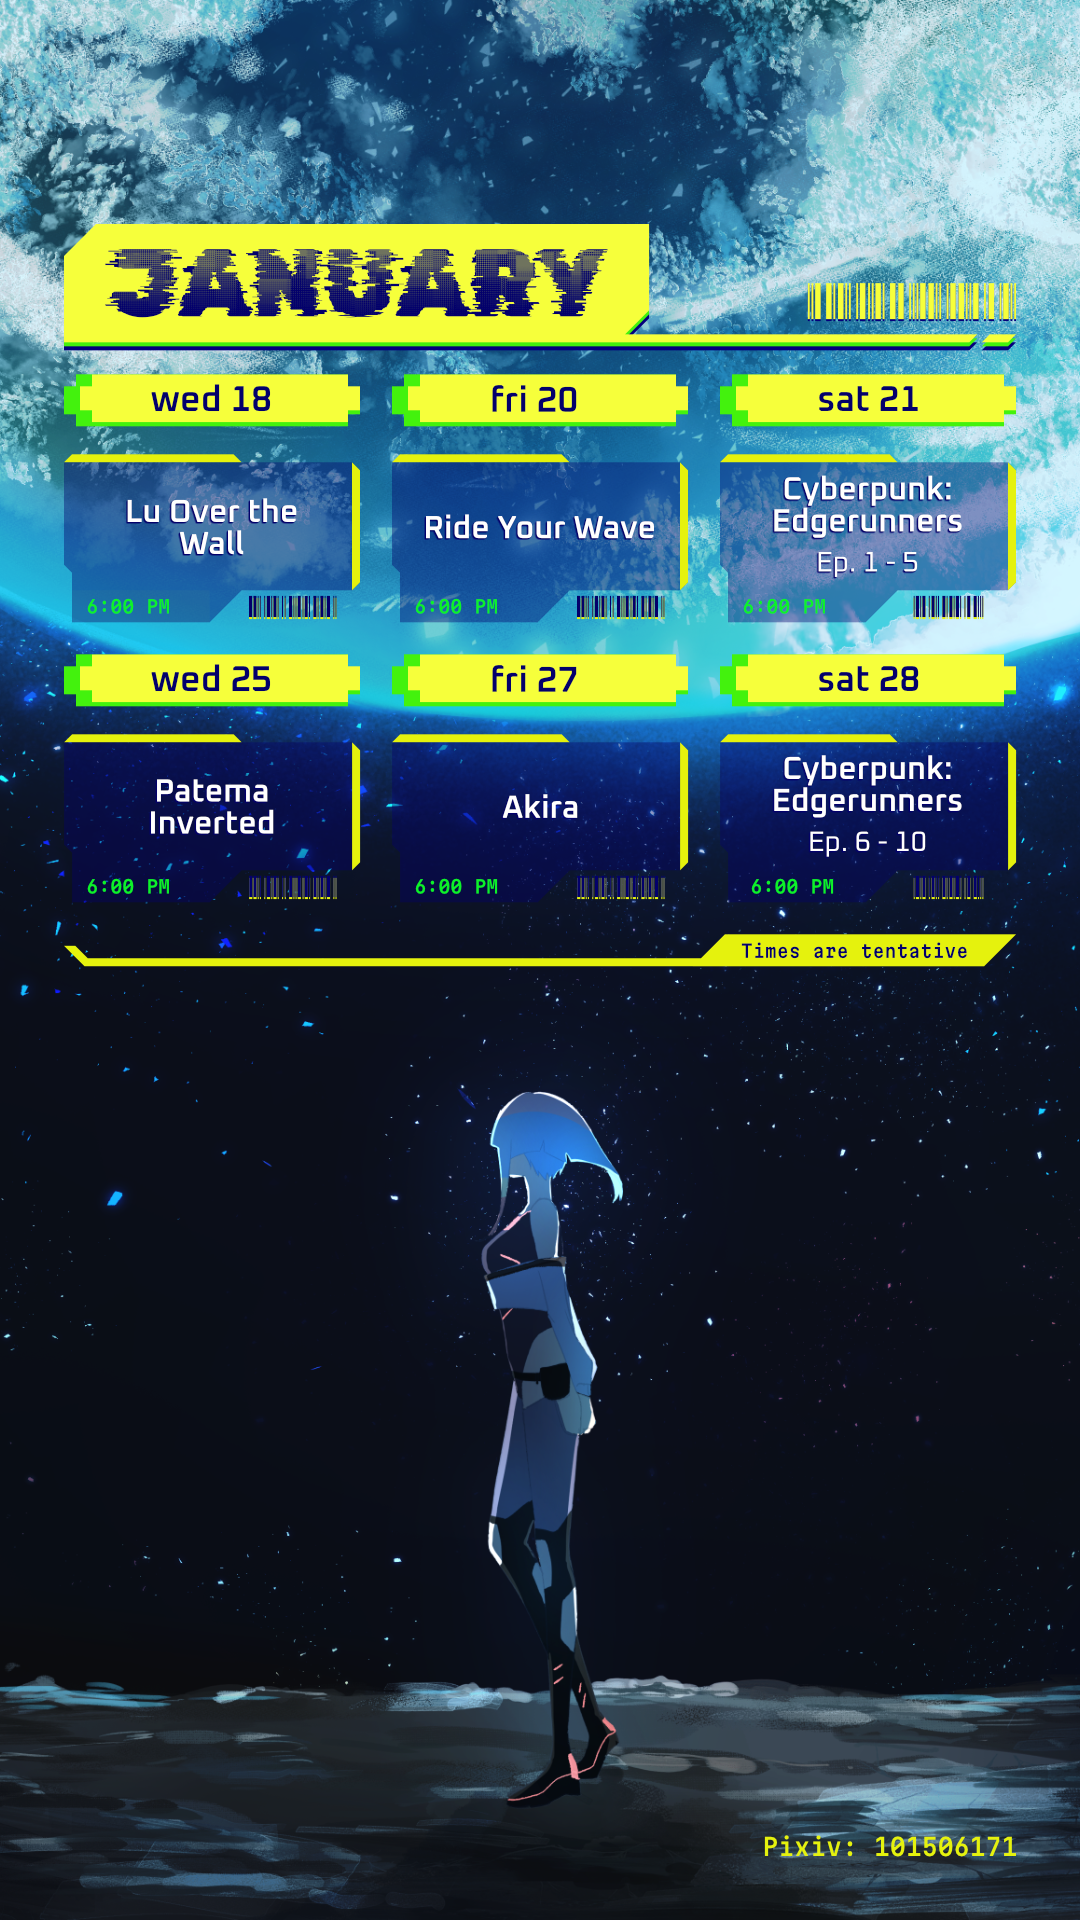 JANUARY
wed 18
fri 20
sat 21
Lu Over the
Wall
6:00 PM
Ride Your Wave
6:00 PM
Cyberpunk:
Edgerunners
Ep. 1 - 5
6:00 PM
wed 25
fri 27
sat 28
Patema
Inverted
6:00 PM
Akira
6:00 PM
Cyberpunk:
Edgerunners
Ep. 6 - 10
6:00 PM
Times are tentative
Pixiv: 101506171